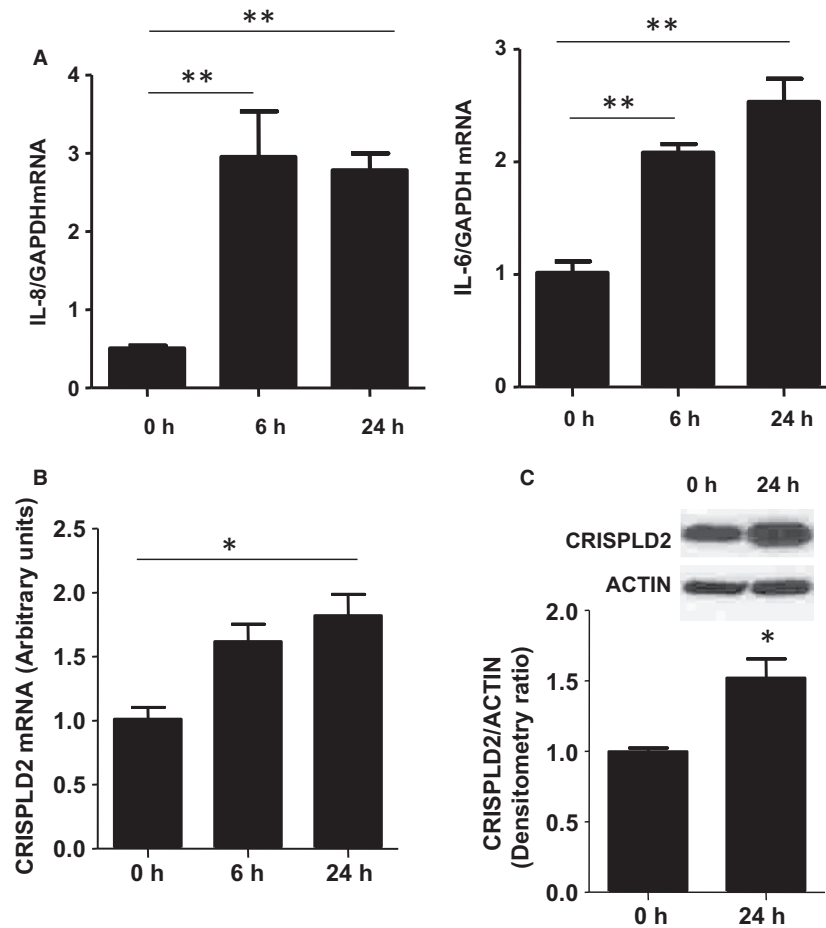 A
** **
IL-8/GAPDHmRNA
4
3
2
1
0
0 h 6 h 24 h
** **
IL-6/GAPDH mRNA
3
2
1
0
0 h 6 h 24 h
B
CRISPLD2 mRNA (Arbitrary units)
*
2.5
2.0
1.5
1.0
0.5
0.0
0 h 6 h 24 h
C
0 h 24 h
CRISPLD2
ACTIN
CRISPLD2/ACTIN
(Densitometry ratio)
*
2.0
1.5
1.0
0.5
0.0
0 h 24 h